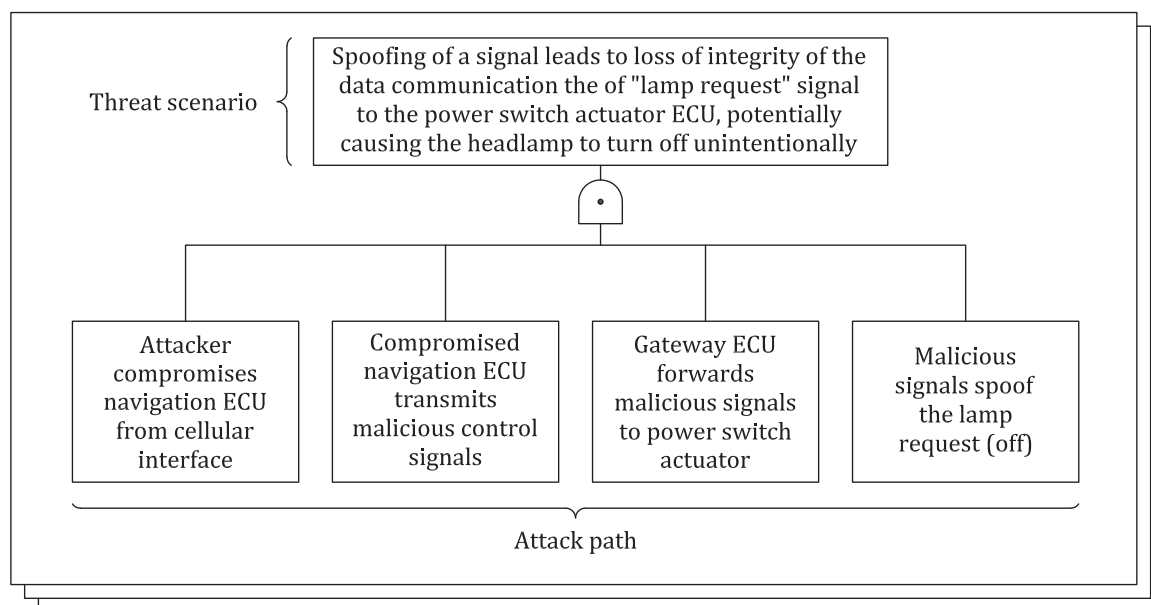 Spoofing of a signal leads to loss of integrity of the
data communication the of "lamp request" signal
to the power switch actuator ECU, potentially
causing the headlamp to turn off unintentionally
Threat scenario
Attacker
compromises
navigation ECU
from cellular
interface
Compromised
navigation ECU
transmits
malicious control
signals
Gateway ECU
forwards
malicious signals
to power switch
actuator
Malicious
signals spoof
the lamp
request (off)
Attack path